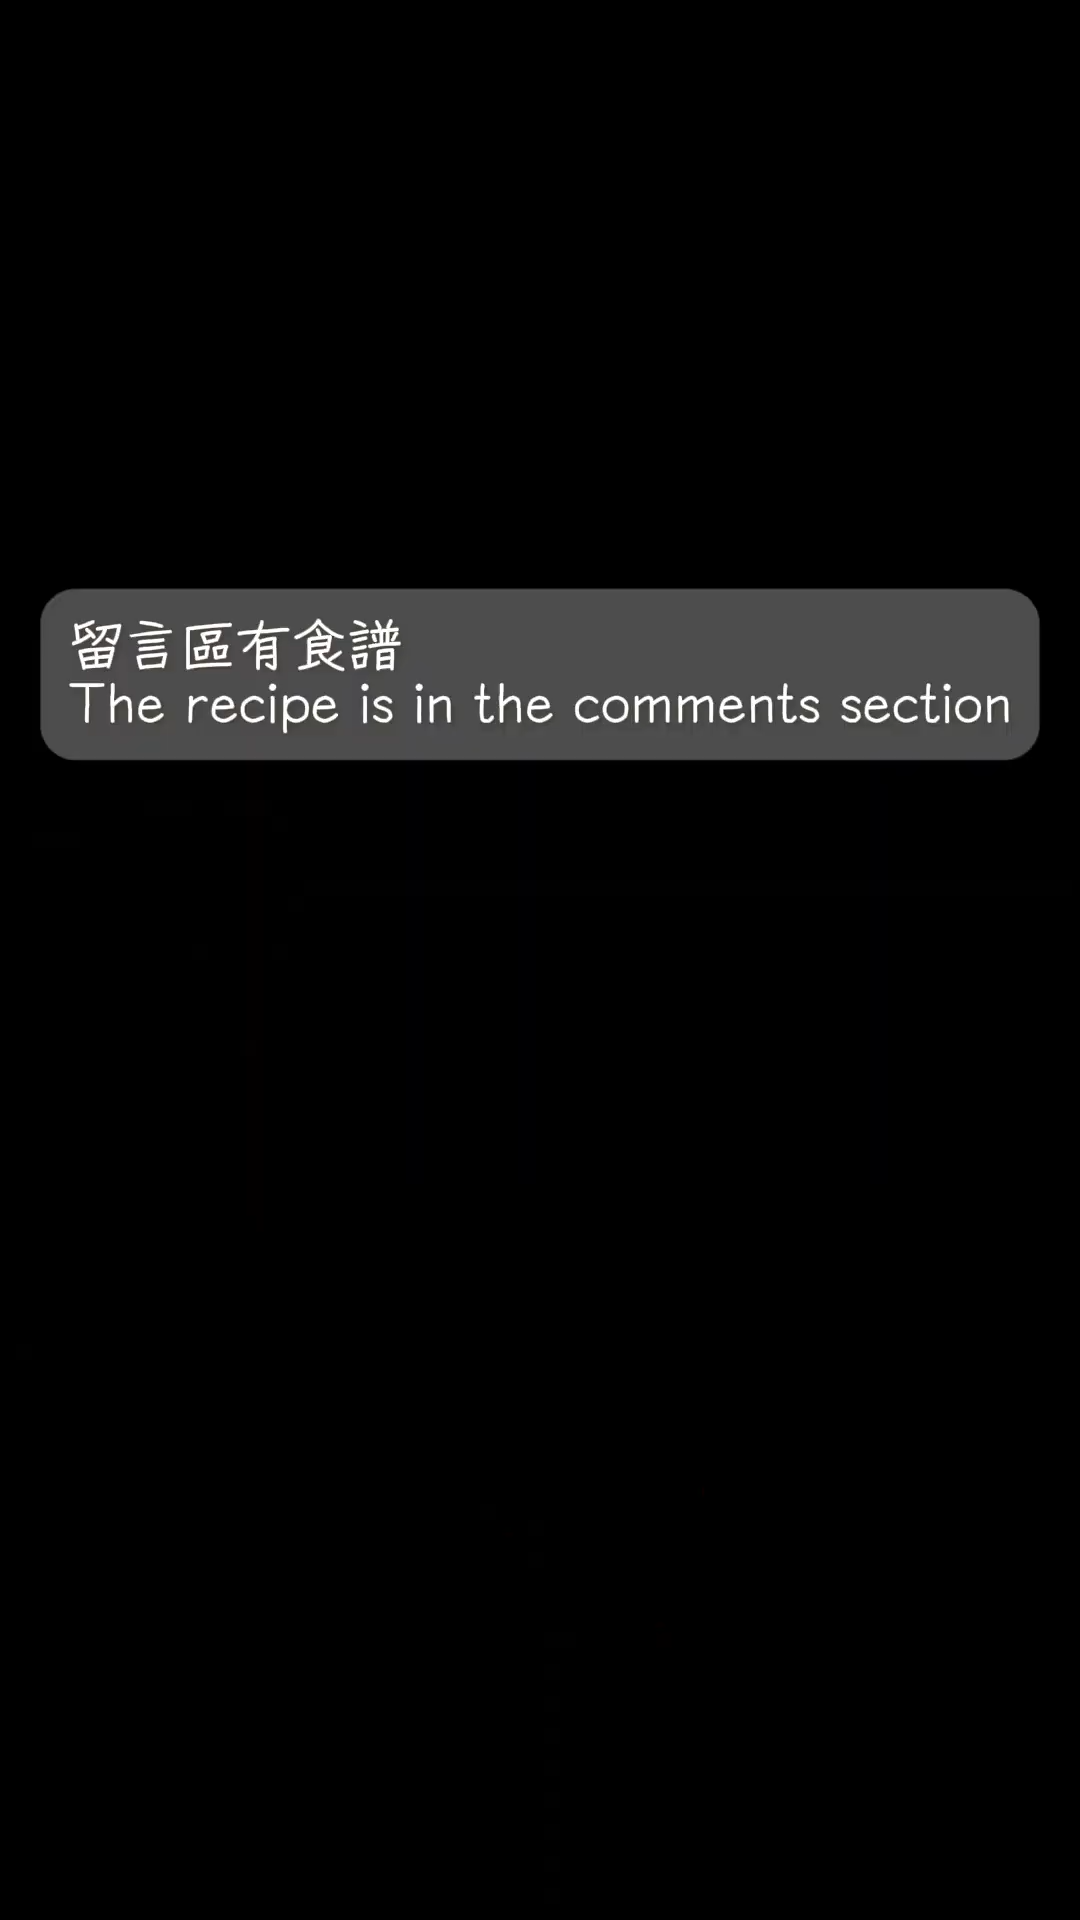 留言區有食譜
The recipe is in the comments section